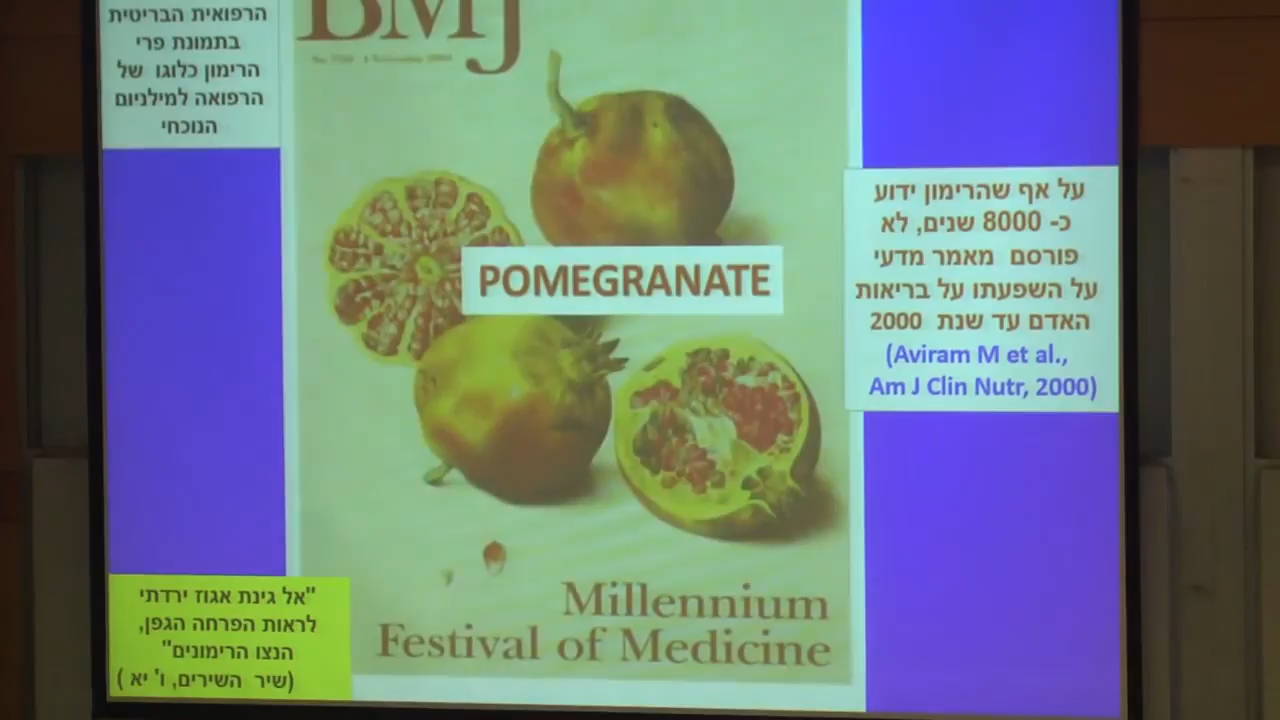 הרפואית הבריטית
בתמונת פרי
הרימון כלוגו של
הרפואה למילניום
הנוכחי
BMJ
POMEGRANATE
על אף שהרימון ידוע
כ- 8000 שנים, לא
פורסם מאמר מדעי
על השפעתו על בריאות
האדם עד שנת 2000
(Aviram M et al.,
Am J Clin Nutr, 2000)
Millennium
Festival of Medicine
"אל גינת אגוז ירדתי
לראות הפרחה הגפן,
הנצו הרימונים"
(שיר השירים, ו' יא )